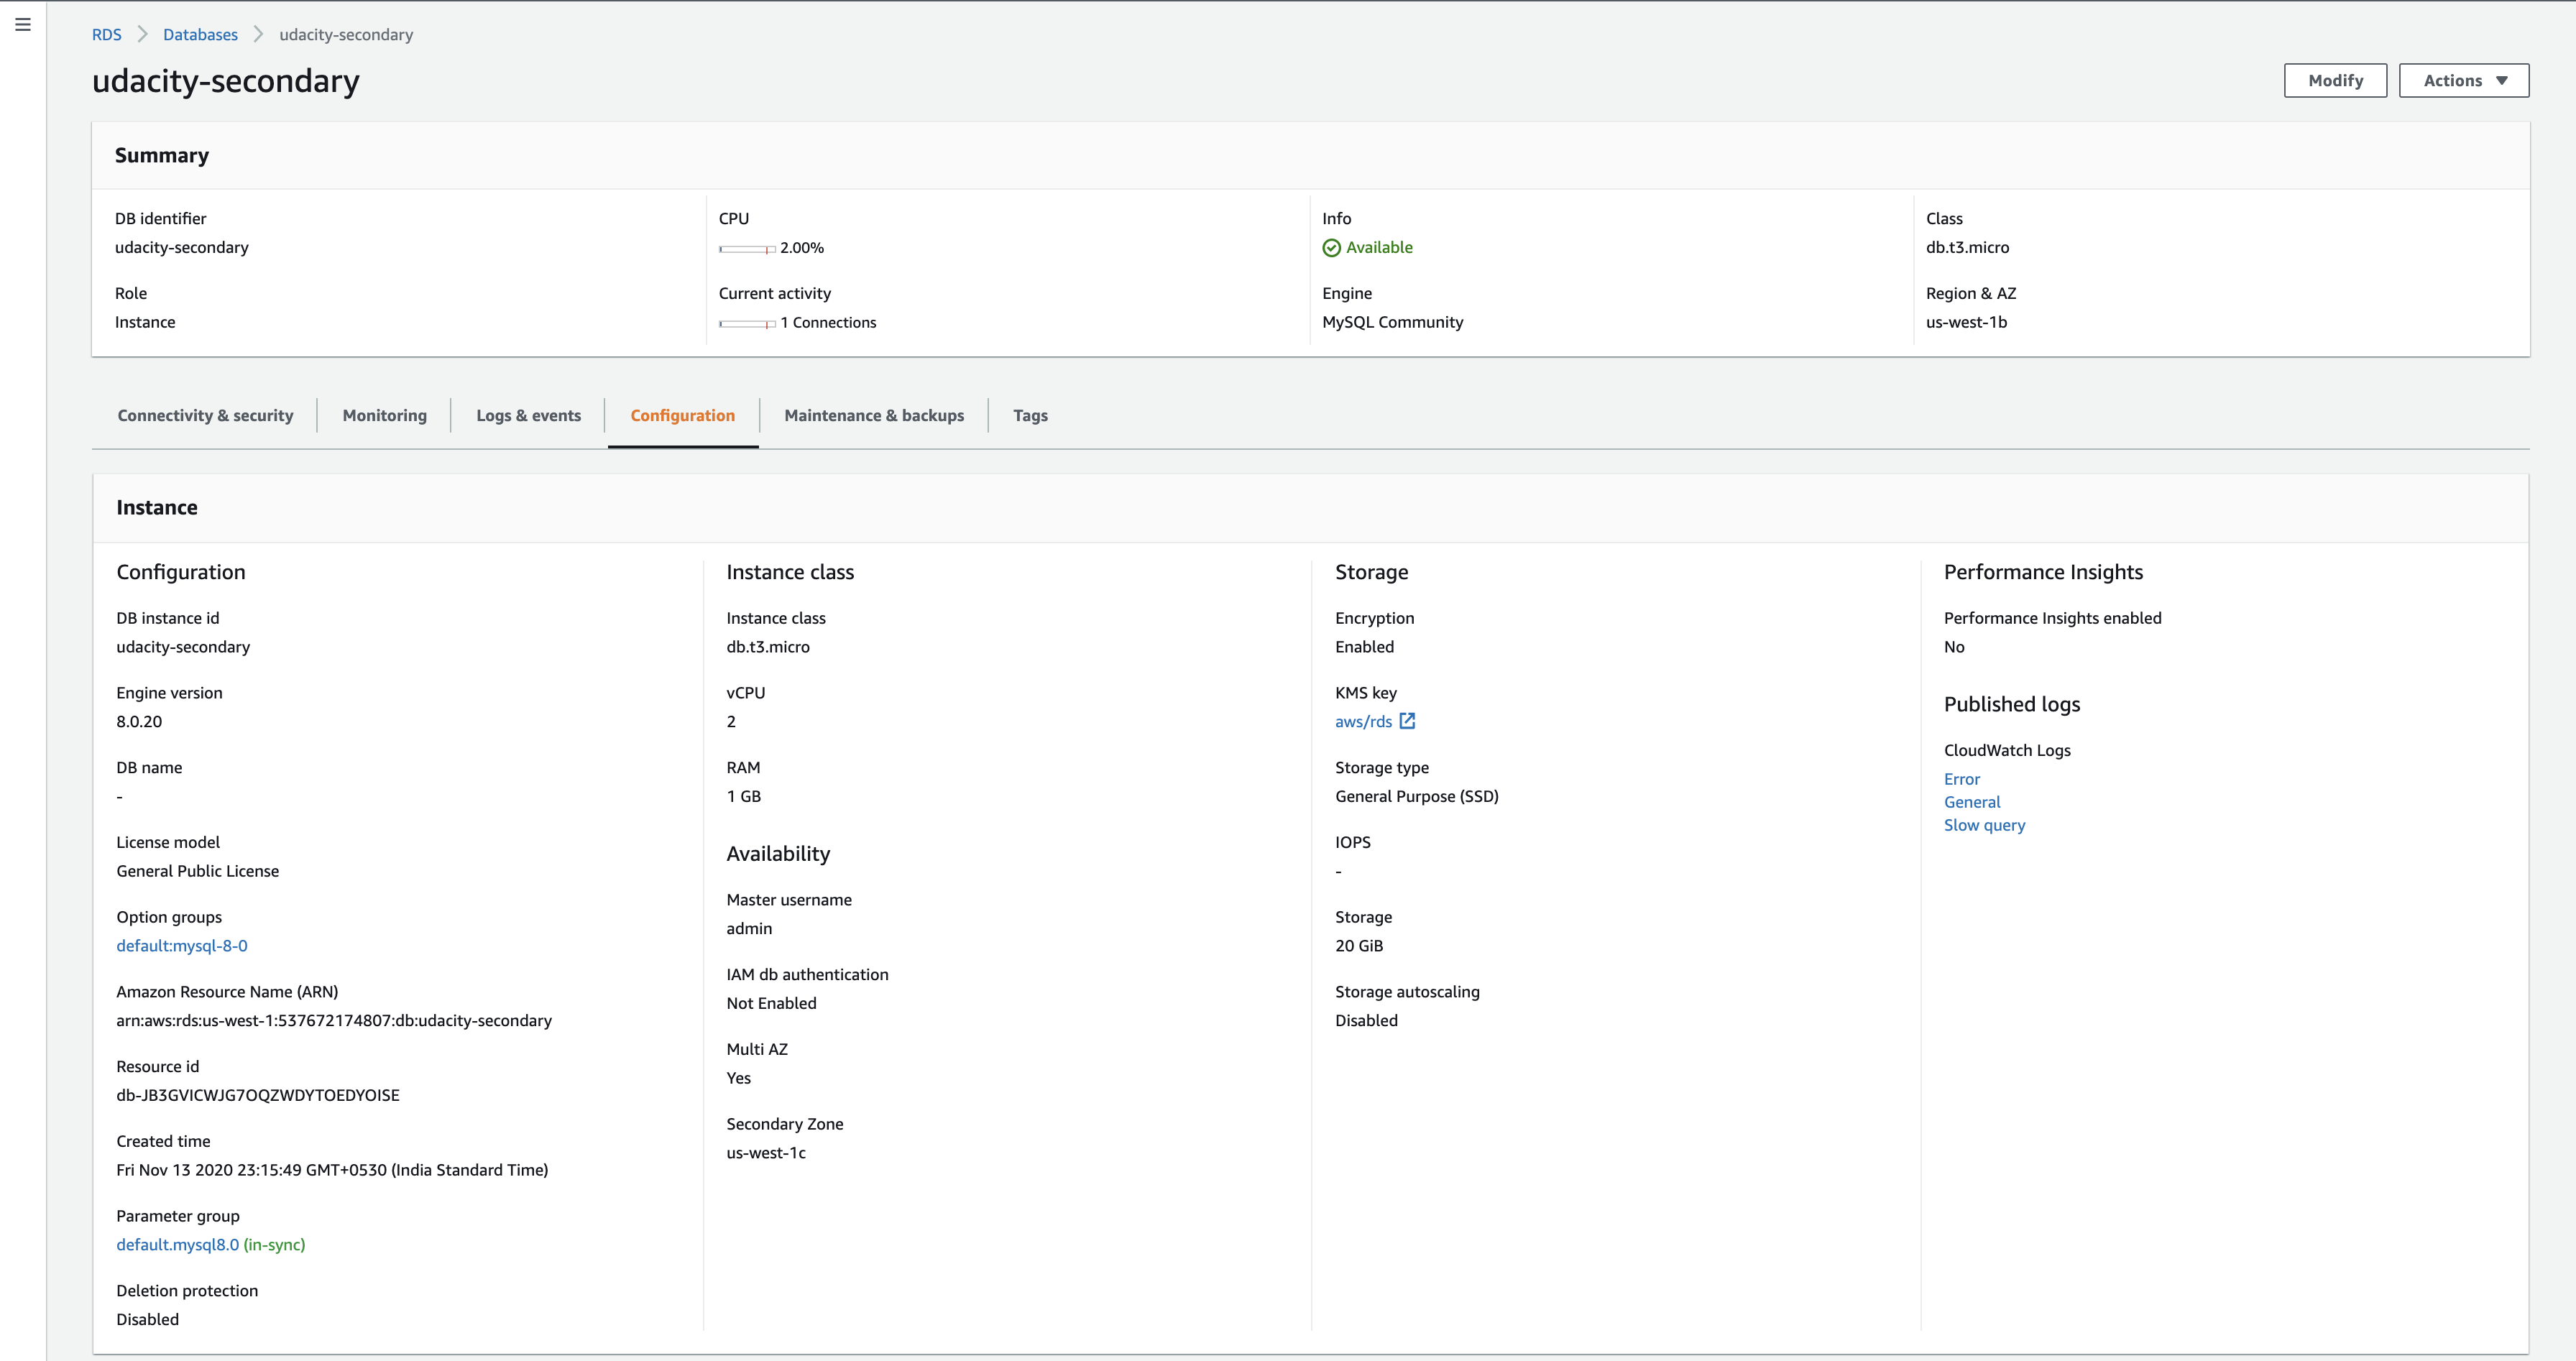 RDS > Databases > udacity-secondary
udacity-secondary
Modify
Actions
Summary
DB identifier
udacity-secondary
Role
Instance
CPU
2.00%
Current activity
1 Connections
Info
Available
Engine
MySQL Community
Class
db.t3.micro
Region & AZ
us-west-1b
Connectivity & security
Monitoring
Logs & events
Configuration
Maintenance & backups
Tags
Instance
Configuration
DB instance id
udacity-secondary
Engine version
8.0.20
DB name
-
License model
General Public License
Option groups
default:mysql-8-0
Amazon Resource Name (ARN)
arn:aws:rds:us-west-1:537672174807:db:udacity-secondary
Resource id
db-JB3GVICWJG7OQZWDYTOEDYOISE
Created time
Fri Nov 13 2020 23:15:49 GMT+0530 (India Standard Time)
Parameter group
default.mysql8.0 (in-sync)
Deletion protection
Disabled
Instance class
Instance class
db.t3.micro
vCPU
2
RAM
1 GB
Availability
Master username
admin
IAM db authentication
Not Enabled
Multi AZ
Yes
Secondary Zone
us-west-1c
Storage
Encryption
Enabled
KMS key
aws/rds
Storage type
General Purpose (SSD)
IOPS
-
Storage
20 GiB
Storage autoscaling
Disabled
Performance Insights
Performance Insights enabled
No
Published logs
CloudWatch Logs
Error
General
Slow query